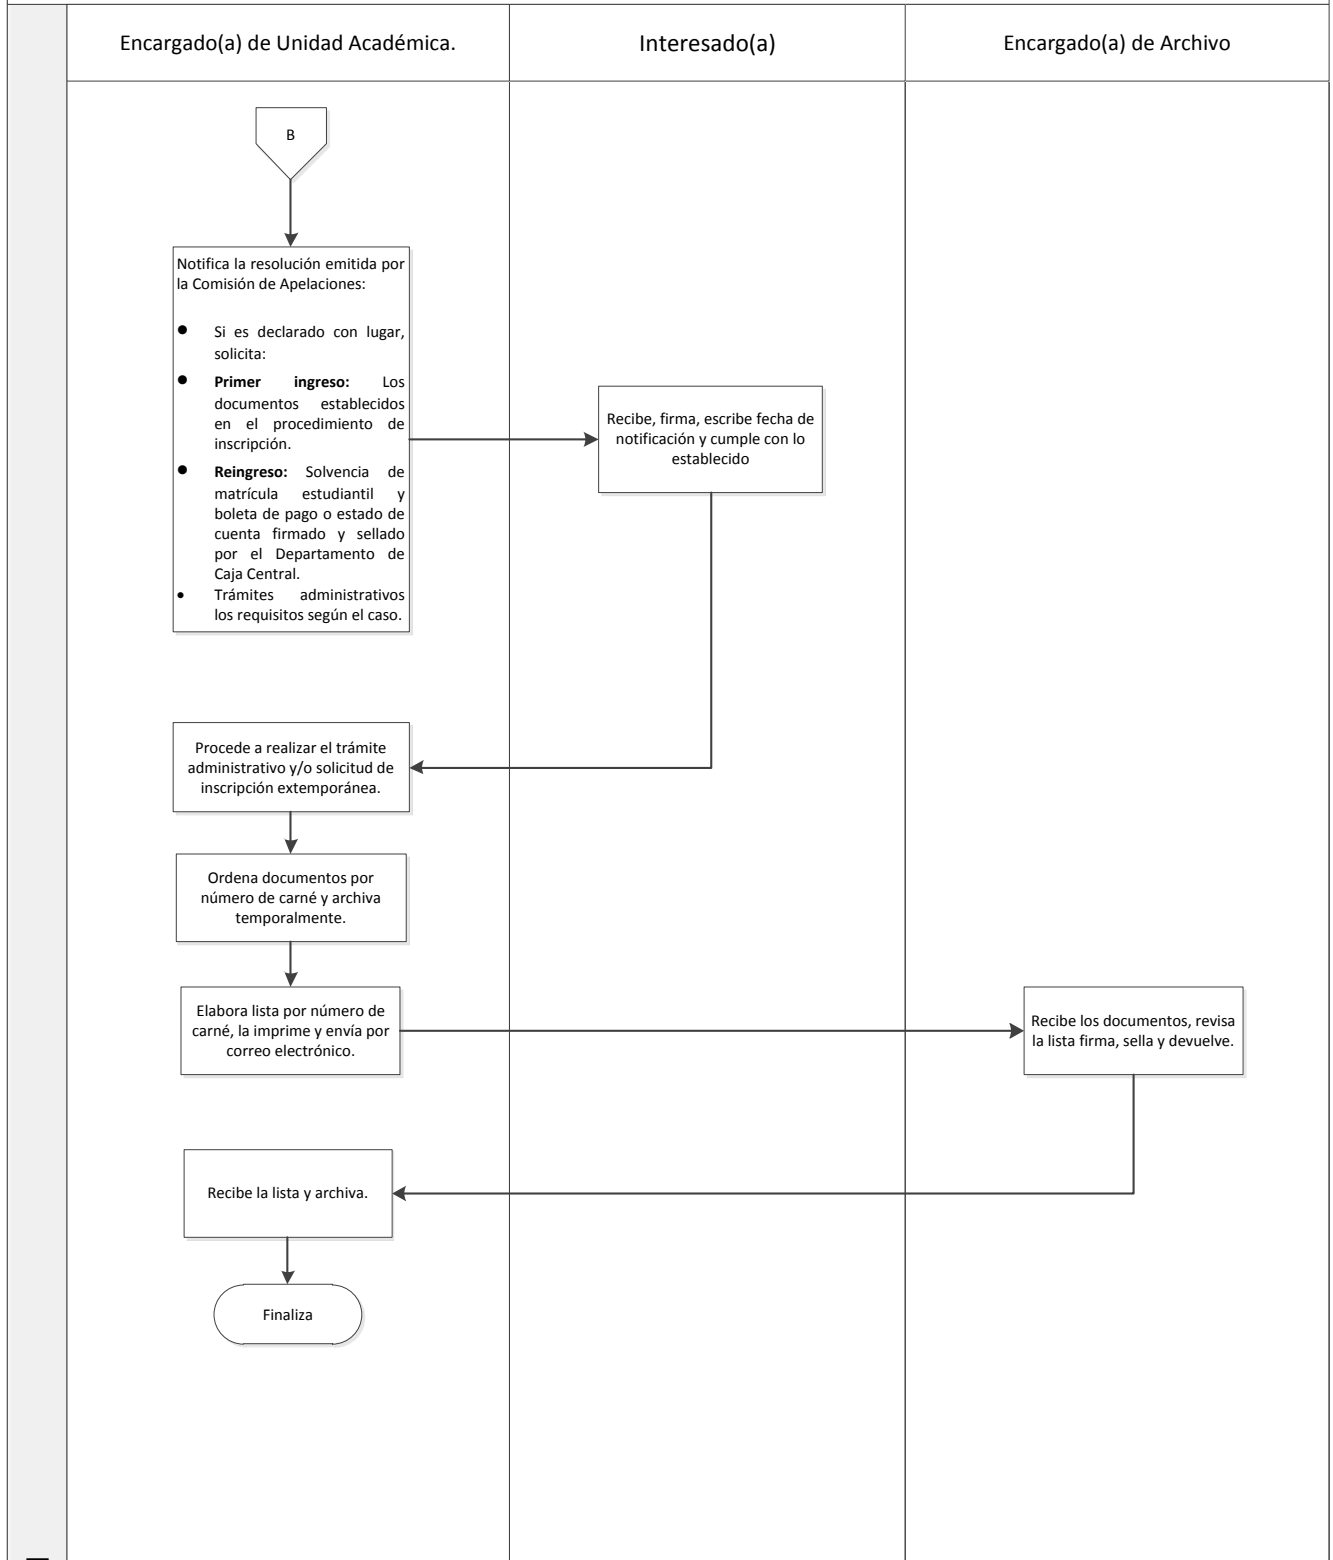 Encargado(a) de Unidad Académica.
Interesado(a)
Encargado(a) de Archivo
B
Notifica la resolución emitida por
la Comisión de Apelaciones:
● Si es declarado con lugar,
solicita:
● Primer ingreso: Los
documentos establecidos
en el procedimiento de
inscripción.
● Reingreso: Solvencia de
matrícula estudiantil y
boleta de pago o estado de
cuenta firmado y sellado
por el Departamento de
Caja Central.
• Trámites administrativos
los requisitos según el caso.
Recibe, firma, escribe fecha de
notificación y cumple con lo
establecido
Procede a realizar el trámite
administrativo y/o solicitud de
inscripción extemporánea.
Ordena documentos por
número de carné y archiva
temporalmente.
Elabora lista por número de
carné, la imprime y envía por
correo electrónico.
Recibe los documentos, revisa
la lista firma, sella y devuelve.
Recibe la lista y archiva.
Finaliza